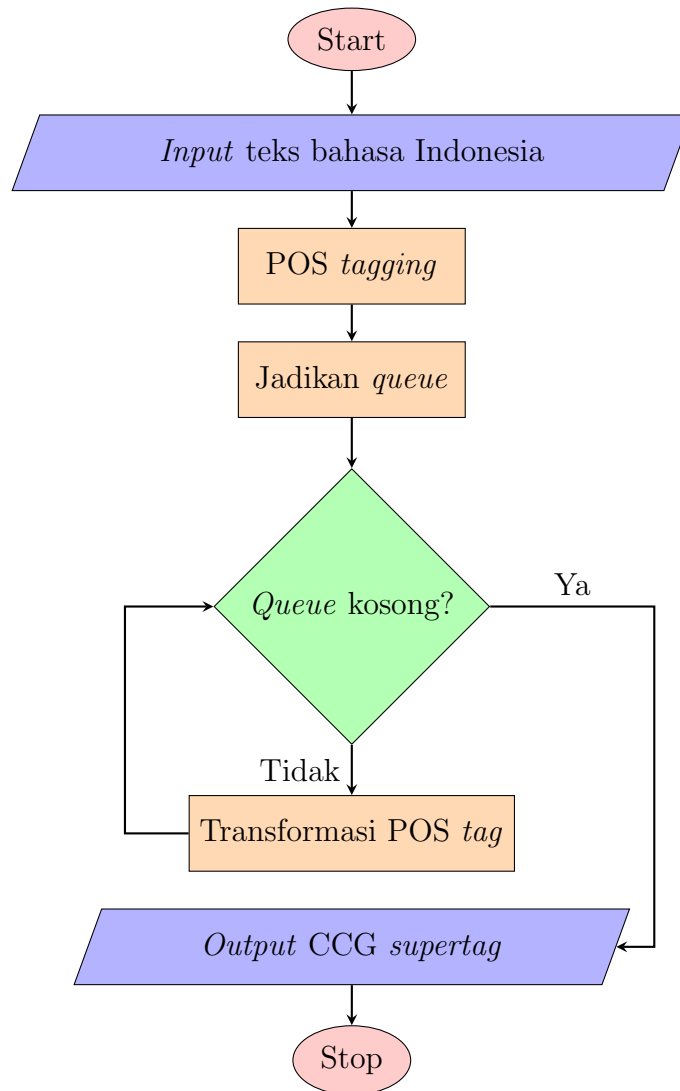 Start
Input teks bahasa Indonesia
POS tagging
Jadikan queue
Queue kosong?
Ya
Tidak
Transformasi POS tag
Output CCG supertag
Stop